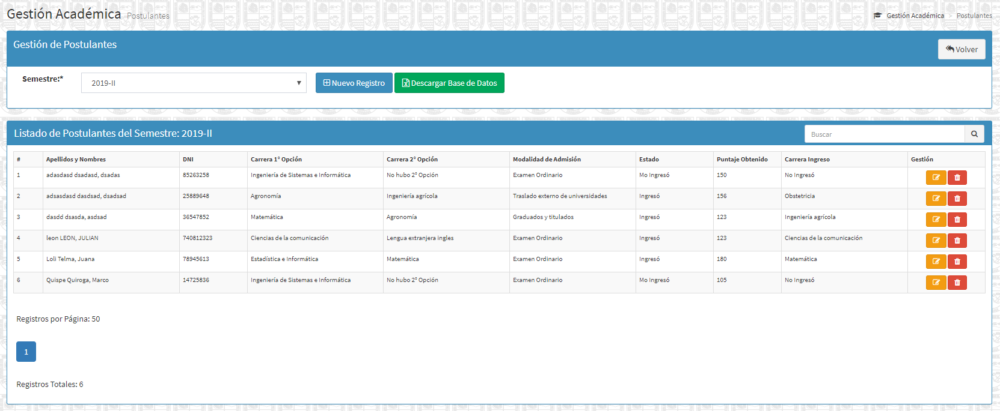 Gestión Académica Postulantes
Gestión Académica > Postulantes
Gestión de Postulantes
Volver
Semestre:* 2019-II Nuevo Registro Descargar Base de Datos
Listado de Postulantes del Semestre: 2019-II Buscar
# Apellidos y Nombres DNI Carrera 1° Opción Carrera 2° Opción Modalidad de Admisión Estado Puntaje Obtenido Carrera Ingreso Gestión
1 adasdasd dsadasd, dsadas 85263258 Ingeniería de Sistemas e Informática No hubo 2° Opción Examen Ordinario Mo Ingresó 150 No Ingresó
2 adsasdasd dasdsad, dsadsad 25889648 Agronomía Ingeniería agrícola Traslado externo de universidades Ingresó 156 Obstetricia
3 dasdd dsasda, asdsad 36547852 Matemática Agronomía Graduados y titulados Ingresó 123 Ingeniería agrícola
4 leon LEON, JULIAN 740812323 Ciencias de la comunicación Lengua extranjera ingles Examen Ordinario Ingresó 123 Ciencias de la comunicación
5 Loli Telma, Juana 78945613 Estadística e Informática Matemática Examen Ordinario Ingresó 180 Matemática
6 Quispe Quiroga, Marco 14725836 Ingeniería de Sistemas e Informática No hubo 2° Opción Examen Ordinario Mo Ingresó 105 No Ingresó
Registros por Página: 50
1
Registros Totales: 6